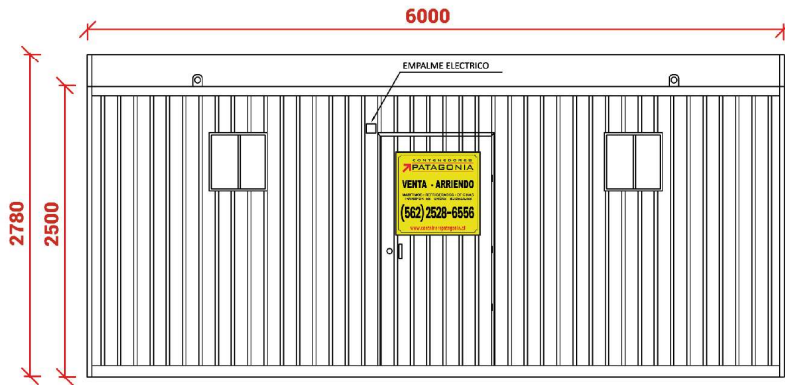 6000
EMPALME ELECTRICO
2780
2500
CONTENEDORES
PATAGONIA
VENTA - ARRIENDO
(562) 2528-6556